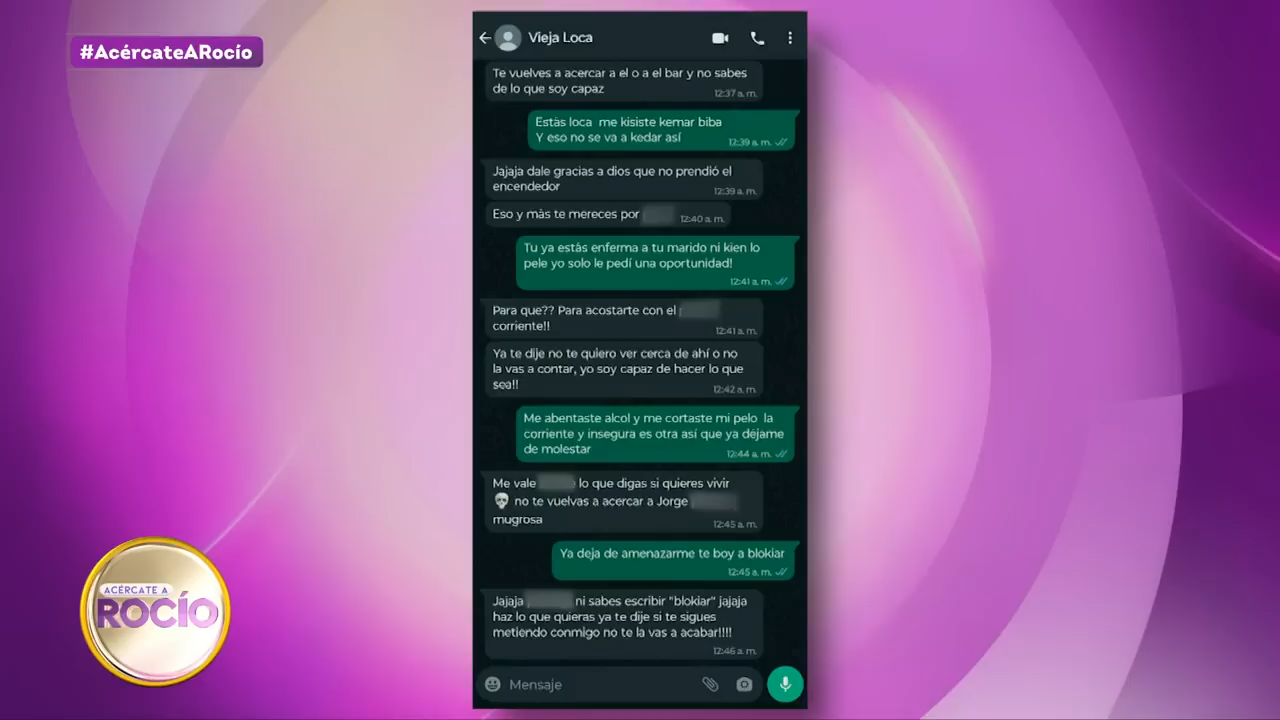 #AcércateARocío
Vieja Loca
Te vuelves a acercar a el o a el bar y no sabes
de lo que soy capaz
12:37 a. m.
Estás loca me kisiste kemar biba
Y eso no se va a kedar así
12:39 a. m.
Jajaja dale gracias a dios que no prendió el
encendedor
12:39 a. m.
Eso y màs te mereces por
12:40 a. m.
Tu ya estás enferma a tu marido ni kien lo
pele yo solo le pedí una oportunidad!
12:41 a. m.
Para que?? Para acostarte con el
corriente!!
12:41 a. m.
Ya te dije no te quiero ver cerca de ahí o no
la vas a contar, yo soy capaz de hacer lo que
sea!!
12:42 a. m.
Me abentaste alcol y me cortaste mi pelo la
corriente y insegura es otra así que ya déjame
de molestar
12:44 a. m.
Me vale lo que digas si quieres vivir
💀 no te vuelvas a acercar a Jorge
mugrosa
12:45 a. m.
Ya deja de amenazarme te boy a blokiar
12:45 a. m.
Jajaja ni sabes escribir "blokiar" jajaja
haz lo que quieras ya te dije si te sigues
metiendo conmigo no te la vas a acabar!!!!
12:46 a. m.
Mensaje
ACÉRCATE A
ROCÍO